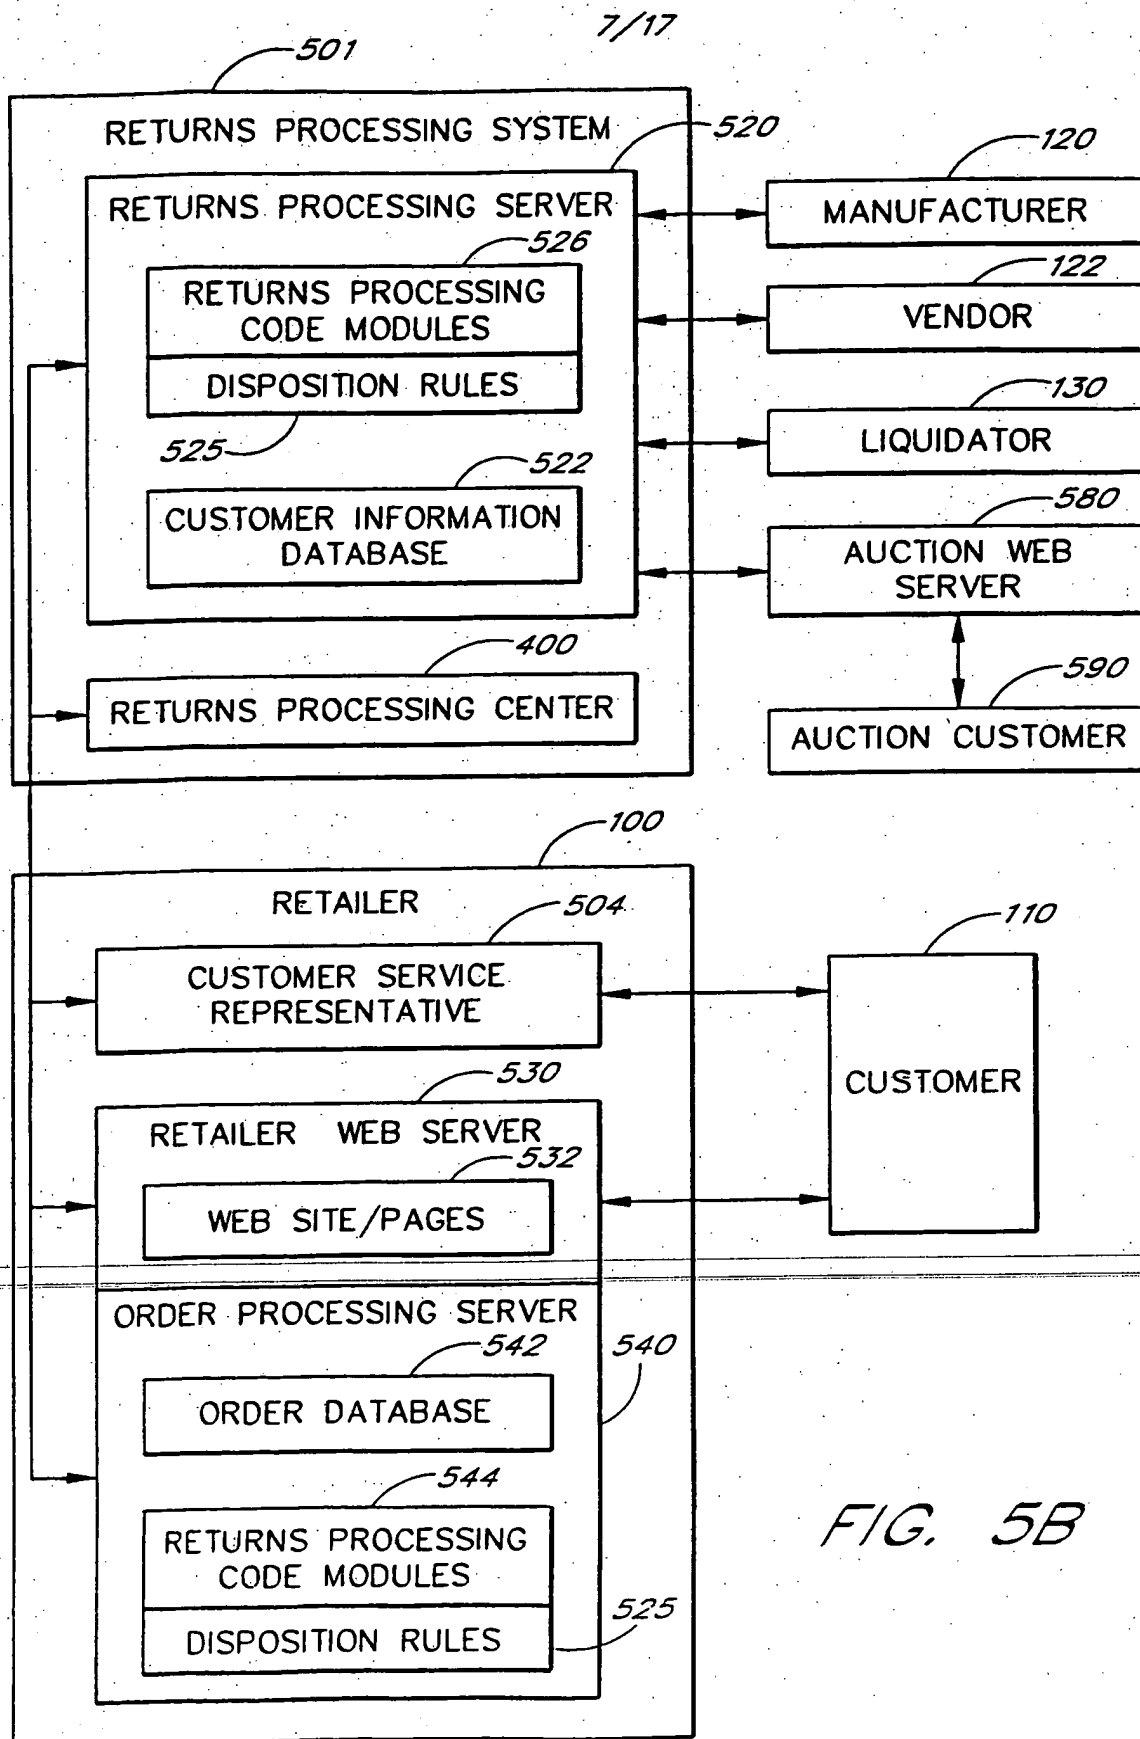 7/17
501
RETURNS PROCESSING SYSTEM
520
RETURNS PROCESSING SERVER
526
RETURNS PROCESSING
CODE MODULES
DISPOSITION RULES
525
522
CUSTOMER INFORMATION
DATABASE
400
RETURNS PROCESSING CENTER
120
MANUFACTURER
122
VENDOR
130
LIQUIDATOR
580
AUCTION WEB
SERVER
590
AUCTION CUSTOMER
100
RETAILER
504
CUSTOMER SERVICE
REPRESENTATIVE
110
CUSTOMER
530
RETAILER WEB SERVER
532
WEB SITE/PAGES
ORDER PROCESSING SERVER
540
542
ORDER DATABASE
544
RETURNS PROCESSING
CODE MODULES
DISPOSITION RULES
525
FIG. 5B